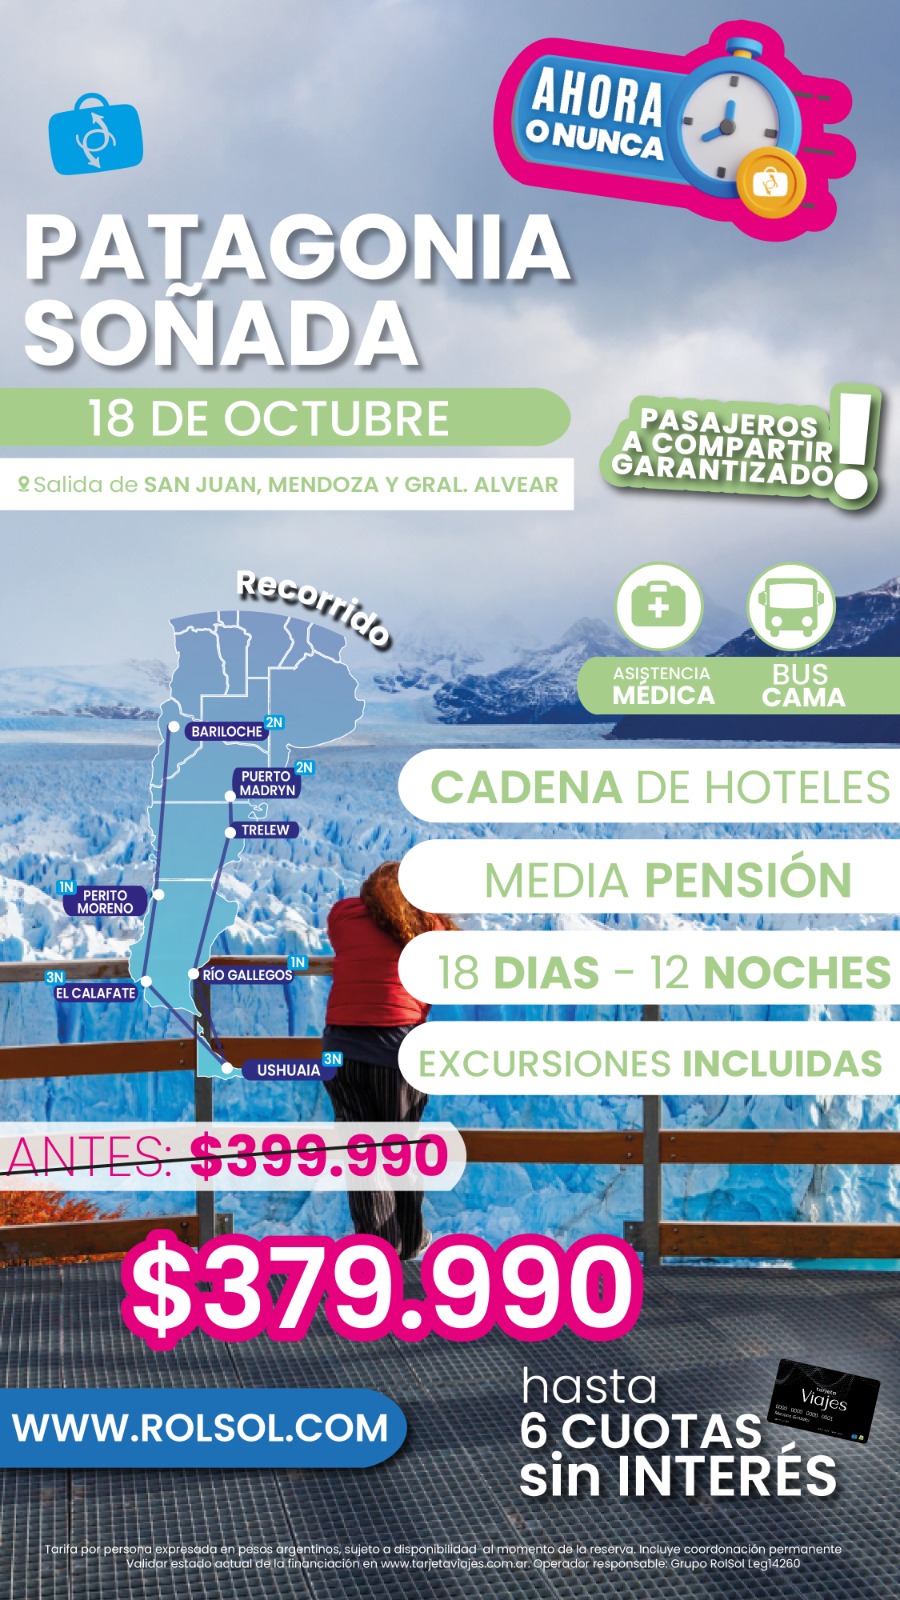 AHORA
O NUNCA
PATAGONIA
SOÑADA
18 DE OCTUBRE
Salida de SAN JUAN, MENDOZA Y GRAL. ALVEAR
PASAJEROS
A COMPARTIR
GARANTIZADO!
Recorrido
ASISTENCIA
MÉDICA
BUS
CAMA
BARILOCHE 2N
PUERTO
MADRYN 2N
TRELEW
1N PERITO
MORENO
RÍO GALLEGOS 1N
3N EL CALAFATE
USHUAIA 3N
CADENA DE HOTELES
MEDIA PENSIÓN
18 DIAS - 12 NOCHES
EXCURSIONES INCLUIDAS
ANTES: $399.990
$379.990
WWW.ROLSOL.COM
hasta
6 CUOTAS
sin INTERÉS
tarjeta
Viajes
Tarifa por persona expresada en pesos argentinos, sujeto a disponibilidad al momento de la reserva. Incluye coordonación permanente
Validar estado actual de la financiación en www.tarjetaviajes.com.ar. Operador responsable: Grupo RolSol Leg14260